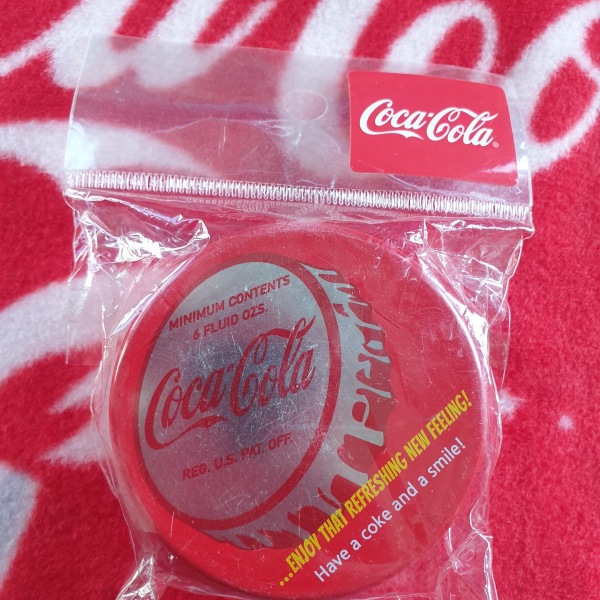 Coca-Cola
MINIMUM CONTENTS
6 FLUID OZS.
Coca-Cola
REG. U.S. PAT. OFF.
...ENJOY THAT REFRESHING NEW FEELING!
Have a coke and a smile!